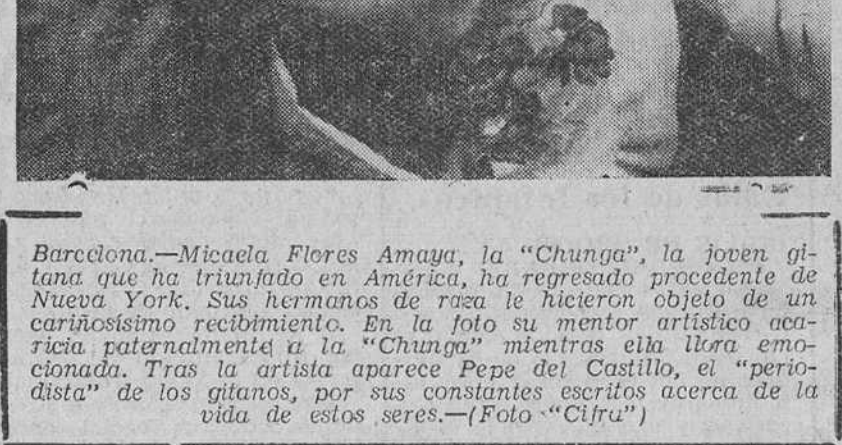 Barcelona.—Micaela Flores Amaya, la "Chunga", la joven gi-
tana que ha triunfado en América, ha regresado procedente de
Nueva York. Sus hermanos de raza le hicieron objeto de un
cariñosísimo recibimiento. En la foto su mentor artístico aca-
ricia paternalmente a la "Chunga" mientras ella llora emo-
cionada. Tras la artista aparece Pepe del Castillo, el "perio-
dista" de los gitanos, por sus constantes escritos acerca de la
vida de estos seres.—(Foto "Cifra")